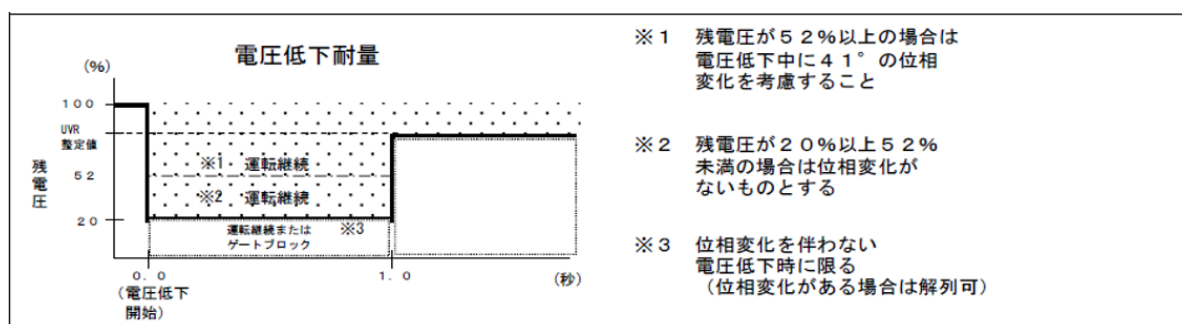 電圧低下耐量
(%)
100
UVR
整定値
52
20
残電圧
※1 運転継続
※2 運転継続
運転継続または ※3
ゲートブロック
0.0
1.0
(秒)
(電圧低下
開始)
※1 残電圧が52%以上の場合は
電圧低下中に41°の位相
変化を考慮すること
※2 残電圧が20%以上52%
未満の場合は位相変化が
ないものとする
※3 位相変化を伴わない
電圧低下時に限る
(位相変化がある場合は解列可)